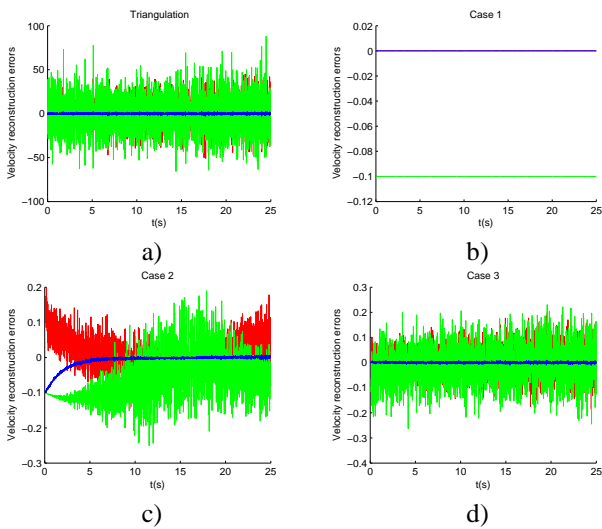 Triangulation
Velocity reconstruction errors
100
50
0
−50
−100
0 5 10 15 20 25
t(s)
a)
Case 1
Velocity reconstruction errors
0.02
0
−0.02
−0.04
−0.06
−0.08
−0.1
−0.12
0 5 10 15 20 25
t(s)
b)
Case 2
Velocity reconstruction errors
0.2
0.1
0
−0.1
−0.2
−0.3
0 5 10 15 20 25
t(s)
c)
Case 3
Velocity reconstruction errors
0.3
0.2
0.1
0
−0.1
−0.2
−0.3
−0.4
0 5 10 15 20 25
t(s)
d)